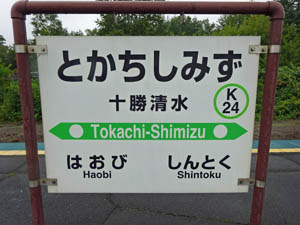 とかちしみず
十勝清水
K
24
Tokachi-Shimizu
はおび しんとく
Haobi Shintoku